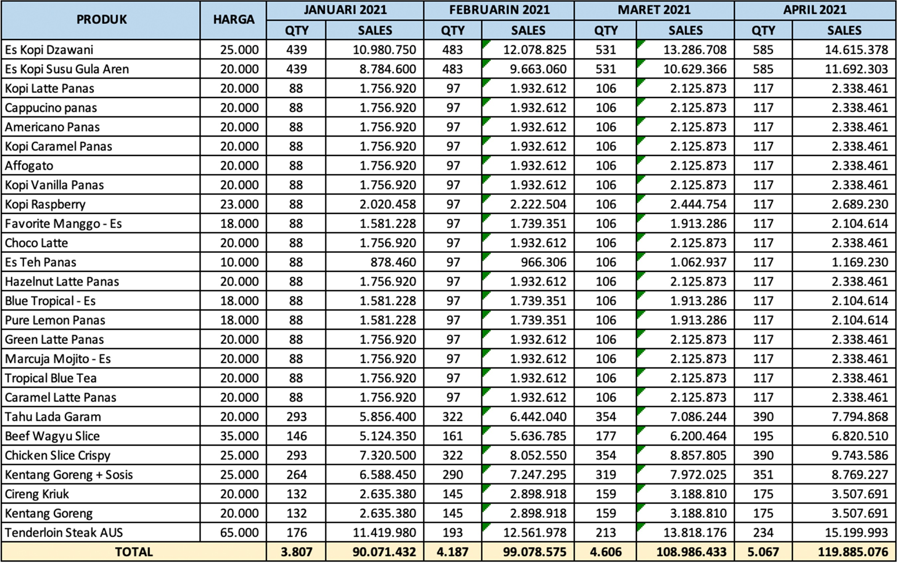 PRODUK HARGA JANUARI 2021 FEBRUARIN 2021 MARET 2021 APRIL 2021
QTY SALES QTY SALES QTY SALES QTY SALES
Es Kopi Dzawani 25.000 439 10.980.750 483 12.078.825 531 13.286.708 585 14.615.378
Es Kopi Susu Gula Aren 20.000 439 8.784.600 483 9.663.060 531 10.629.366 585 11.692.303
Kopi Latte Panas 20.000 88 1.756.920 97 1.932.612 106 2.125.873 117 2.338.461
Cappucino panas 20.000 88 1.756.920 97 1.932.612 106 2.125.873 117 2.338.461
Americano Panas 20.000 88 1.756.920 97 1.932.612 106 2.125.873 117 2.338.461
Kopi Caramel Panas 20.000 88 1.756.920 97 1.932.612 106 2.125.873 117 2.338.461
Affogato 20.000 88 1.756.920 97 1.932.612 106 2.125.873 117 2.338.461
Kopi Vanilla Panas 20.000 88 1.756.920 97 1.932.612 106 2.125.873 117 2.338.461
Kopi Raspberry 23.000 88 2.020.458 97 2.222.504 106 2.444.754 117 2.689.230
Favorite Manggo - Es 18.000 88 1.581.228 97 1.739.351 106 1.913.286 117 2.104.614
Choco Latte 20.000 88 1.756.920 97 1.932.612 106 2.125.873 117 2.338.461
Es Teh Panas 10.000 88 878.460 97 966.306 106 1.062.937 117 1.169.230
Hazelnut Latte Panas 20.000 88 1.756.920 97 1.932.612 106 2.125.873 117 2.338.461
Blue Tropical - Es 18.000 88 1.581.228 97 1.739.351 106 1.913.286 117 2.104.614
Pure Lemon Panas 18.000 88 1.581.228 97 1.739.351 106 1.913.286 117 2.104.614
Green Latte Panas 20.000 88 1.756.920 97 1.932.612 106 2.125.873 117 2.338.461
Marcuja Mojito - Es 20.000 88 1.756.920 97 1.932.612 106 2.125.873 117 2.338.461
Tropical Blue Tea 20.000 88 1.756.920 97 1.932.612 106 2.125.873 117 2.338.461
Caramel Latte Panas 20.000 88 1.756.920 97 1.932.612 106 2.125.873 117 2.338.461
Tahu Lada Garam 20.000 293 5.856.400 322 6.442.040 354 7.086.244 390 7.794.868
Beef Wagyu Slice 35.000 146 5.124.350 161 5.636.785 177 6.200.464 195 6.820.510
Chicken Slice Crispy 25.000 293 7.320.500 322 8.052.550 354 8.857.805 390 9.743.586
Kentang Goreng + Sosis 25.000 264 6.588.450 290 7.247.295 319 7.972.025 351 8.769.227
Cireng Kriuk 20.000 132 2.635.380 145 2.898.918 159 3.188.810 175 3.507.691
Kentang Goreng 20.000 132 2.635.380 145 2.898.918 159 3.188.810 175 3.507.691
Tenderloin Steak AUS 65.000 176 11.419.980 193 12.561.978 213 13.818.176 234 15.199.993
TOTAL 3.807 90.071.432 4.187 99.078.575 4.606 108.986.433 5.067 119.885.076